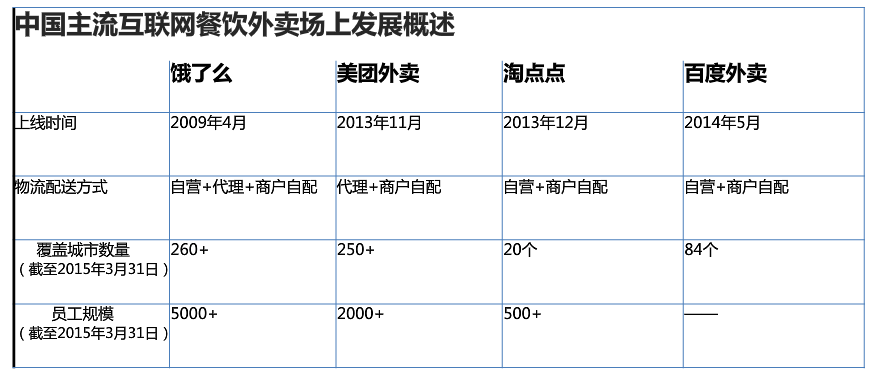 中国主流互联网餐饮外卖场上发展概述
饿了么 美团外卖 淘点点 百度外卖
上线时间 2009年4月 2013年11月 2013年12月 2014年5月
物流配送方式 自营+代理+商户自配 代理+商户自配 自营+商户自配 自营+商户自配
覆盖城市数量 260+ 250+ 20个 84个
（截至2015年3月31日）
员工规模 5000+ 2000+ 500+ ——
（截至2015年3月31日）